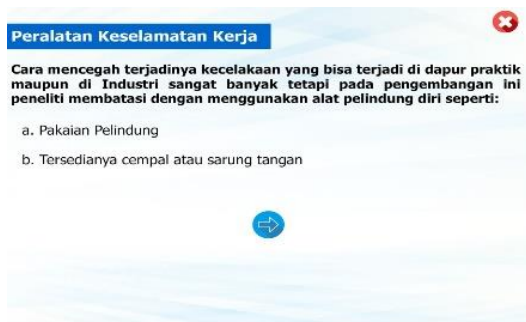 Peralatan Keselamatan Kerja
Cara mencegah terjadinya kecelakaan yang bisa terjadi di dapur praktik
maupun di Industri sangat banyak tetapi pada pengembangan ini
peneliti membatasi dengan menggunakan alat pelindung diri seperti:
a. Pakaian Pelindung
b. Tersedianya cempal atau sarung tangan